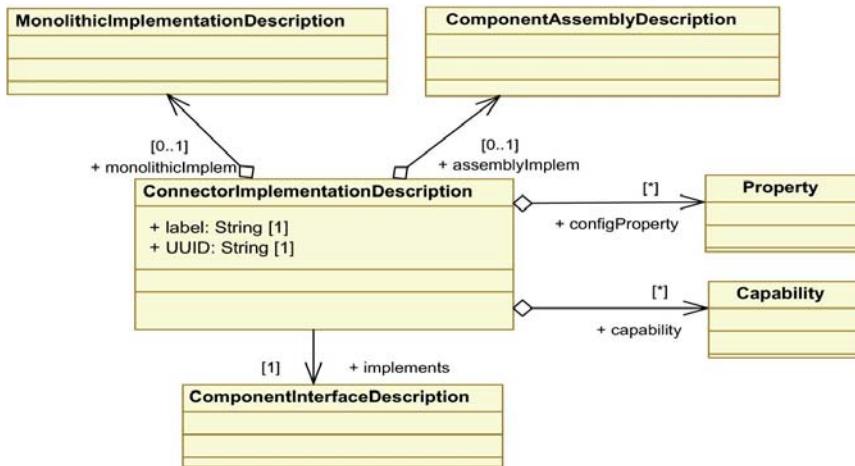 MonolithicImplementationDescription
ComponentAssemblyDescription
[0..1]
+ monolithicImplem
[0..1]
+ assemblyImplem
ConnectorImplementationDescription
+ label: String [1]
+ UUID: String [1]
[*]
+ configProperty
Property
[*]
+ capability
Capability
[1]
+ implements
ComponentInterfaceDescription